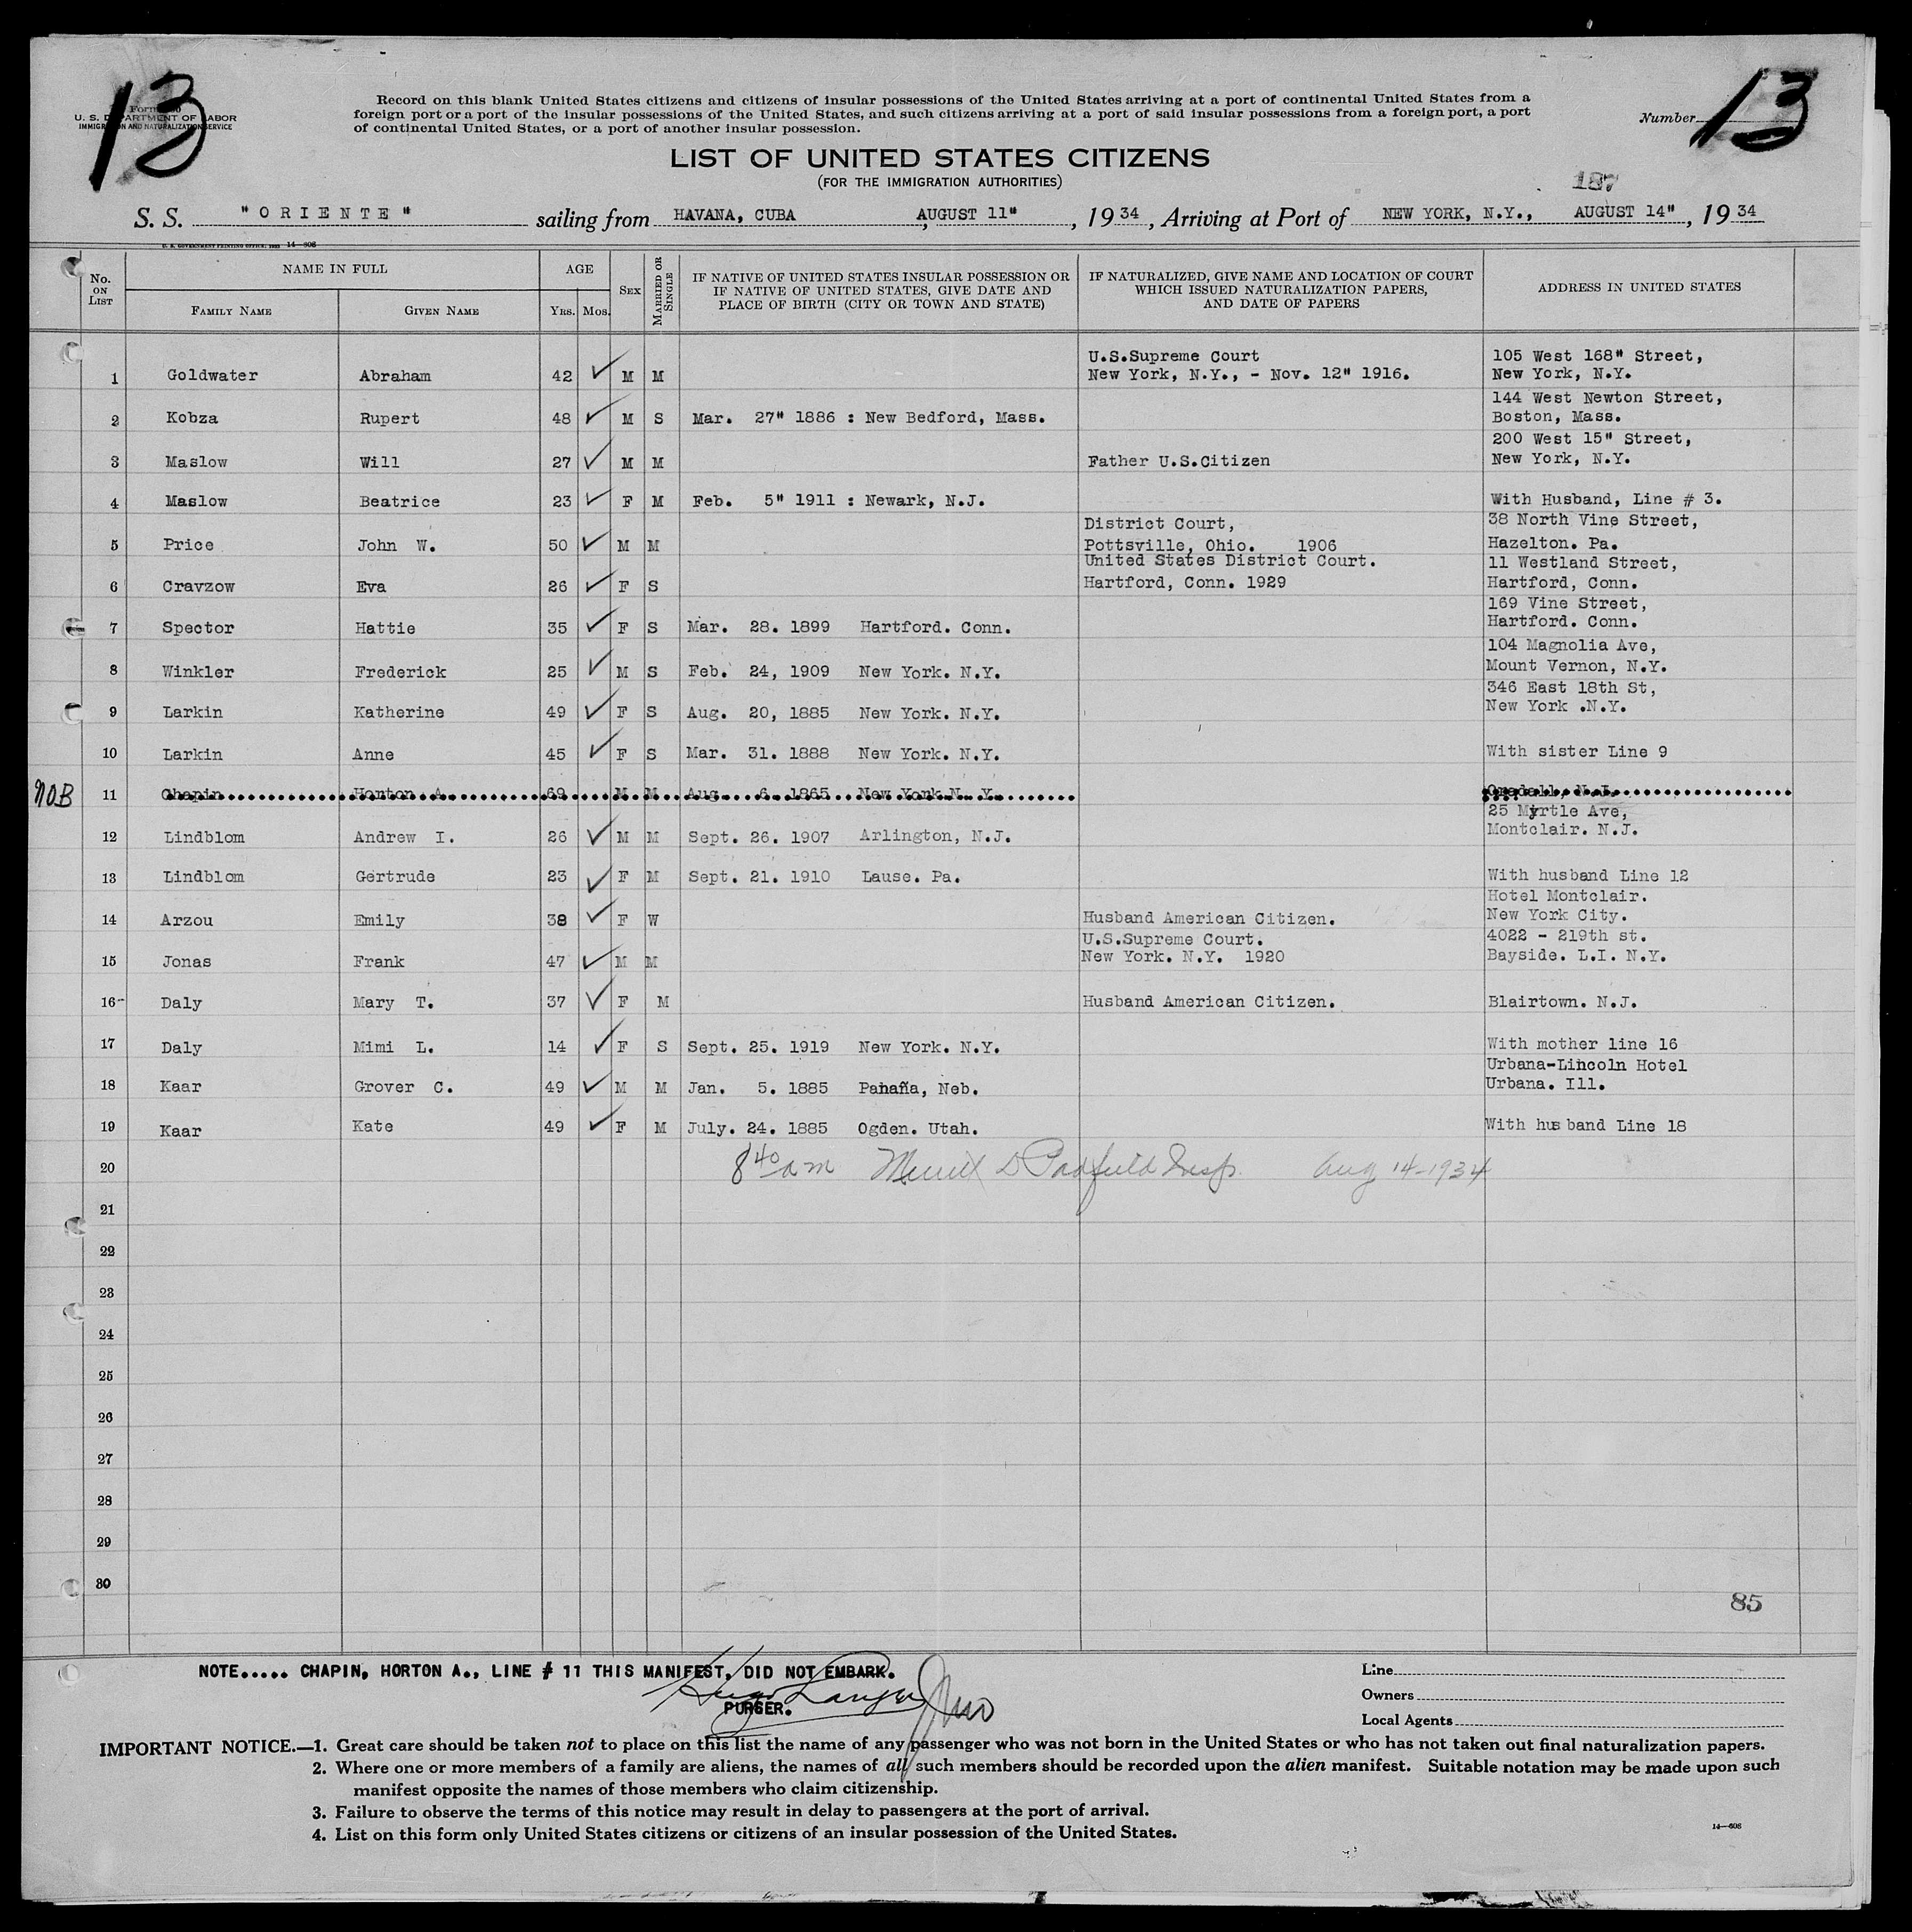 13
13
Form 630
U. S. DEPARTMENT OF LABOR
IMMIGRATION AND NATURALIZATION SERVICE
Record on this blank United States citizens and citizens of insular possessions of the United States arriving at a port of continental United States from a
foreign port or a port of the insular possessions of the United States, and such citizens arriving at a port of said insular possessions from a foreign port, a port
of continental United States, or a port of another insular possession.
Number
LIST OF UNITED STATES CITIZENS
(FOR THE IMMIGRATION AUTHORITIES)
187
S. S. "ORIENTE" sailing from HAVANA, CUBA, AUGUST 11", 1934, Arriving at Port of NEW YORK, N.Y., AUGUST 14", 1934
U. S. GOVERNMENT PRINTING OFFICE: 14—608
No. ON LIST
NAME IN FULL
FAMILY NAME
GIVEN NAME
AGE
YRS. MOS.
SEX
MARRIED OR SINGLE
IF NATIVE OF UNITED STATES INSULAR POSSESSION OR
IF NATIVE OF UNITED STATES, GIVE DATE AND
PLACE OF BIRTH (CITY OR TOWN AND STATE)
IF NATURALIZED, GIVE NAME AND LOCATION OF COURT
WHICH ISSUED NATURALIZATION PAPERS,
AND DATE OF PAPERS
ADDRESS IN UNITED STATES
U.S.Supreme Court 105 West 168" Street,
1 Goldwater Abraham 42 ✓ M M New York, N.Y., - Nov. 12" 1916. New York, N.Y.
144 West Newton Street,
2 Kobza Rupert 48 ✓ M S Mar. 27" 1886 : New Bedford, Mass. Boston, Mass.
200 West 15" Street,
3 Maslow Will 27 ✓ M M Father U.S.Citizen New York, N.Y.
4 Maslow Beatrice 23 ✓ F M Feb. 5" 1911 : Newark, N.J. With Husband, Line # 3.
District Court, 38 North Vine Street,
5 Price John W. 50 ✓ M M Pottsville, Ohio. 1906 Hazelton. Pa.
United States District Court. 11 Westland Street,
6 Cravzow Eva 26 ✓ F S Hartford, Conn. 1929 Hartford, Conn.
169 Vine Street,
7 Spector Hattie 35 ✓ F S Mar. 28. 1899 Hartford. Conn. Hartford. Conn.
104 Magnolia Ave,
8 Winkler Frederick 25 ✓ M S Feb. 24, 1909 New York. N.Y. Mount Vernon, N.Y.
346 East 18th St,
9 Larkin Katherine 49 ✓ F S Aug. 20, 1885 New York. N.Y. New York .N.Y.
10 Larkin Anne 45 ✓ F S Mar. 31. 1888 New York. N.Y. With sister Line 9
NOB 11 Chapin Horton A. 69 M M Aug. 6. 1865 New York N. Y.
25 Myrtle Ave,
12 Lindblom Andrew I. 26 ✓ M M Sept. 26. 1907 Arlington, N.J. Montclair. N.J.
13 Lindblom Gertrude 23 ✓ F M Sept. 21. 1910 Lause. Pa. With husband Line 12
Hotel Montclair.
14 Arzou Emily 38 ✓ F W Husband American Citizen. New York City.
U.S.Supreme Court. 4022 - 219th st.
15 Jonas Frank 47 ✓ M M New York. N.Y. 1920 Bayside. L.I. N.Y.
16 Daly Mary T. 37 ✓ F M Husband American Citizen. Blairtown. N.J.
17 Daly Mimi L. 14 ✓ F S Sept. 25. 1919 New York. N.Y. With mother line 16
Urbana-Lincoln Hotel
18 Kaar Grover C. 49 ✓ M M Jan. 5. 1885 Neb. Urbana. Ill.
19 Kaar Kate 49 ✓ F M July. 24. 1885 Ogden. Utah. With husband Line 18
20 8 40 am Merrill D Padfield Insp. Aug 14-1934
21
22
23
24
25
26
27
28
29
30
85
NOTE..... CHAPIN, HORTON A., LINE # 11 THIS MANIFEST, DID NOT EMBARK.
PURSER.
Line
Owners
Local Agents
IMPORTANT NOTICE.—1. Great care should be taken not to place on this list the name of any passenger who was not born in the United States or who has not taken out final naturalization papers.
2. Where one or more members of a family are aliens, the names of all such members should be recorded upon the alien manifest. Suitable notation may be made upon such
manifest opposite the names of those members who claim citizenship.
3. Failure to observe the terms of this notice may result in delay to passengers at the port of arrival.
4. List on this form only United States citizens or citizens of an insular possession of the United States.
14—608